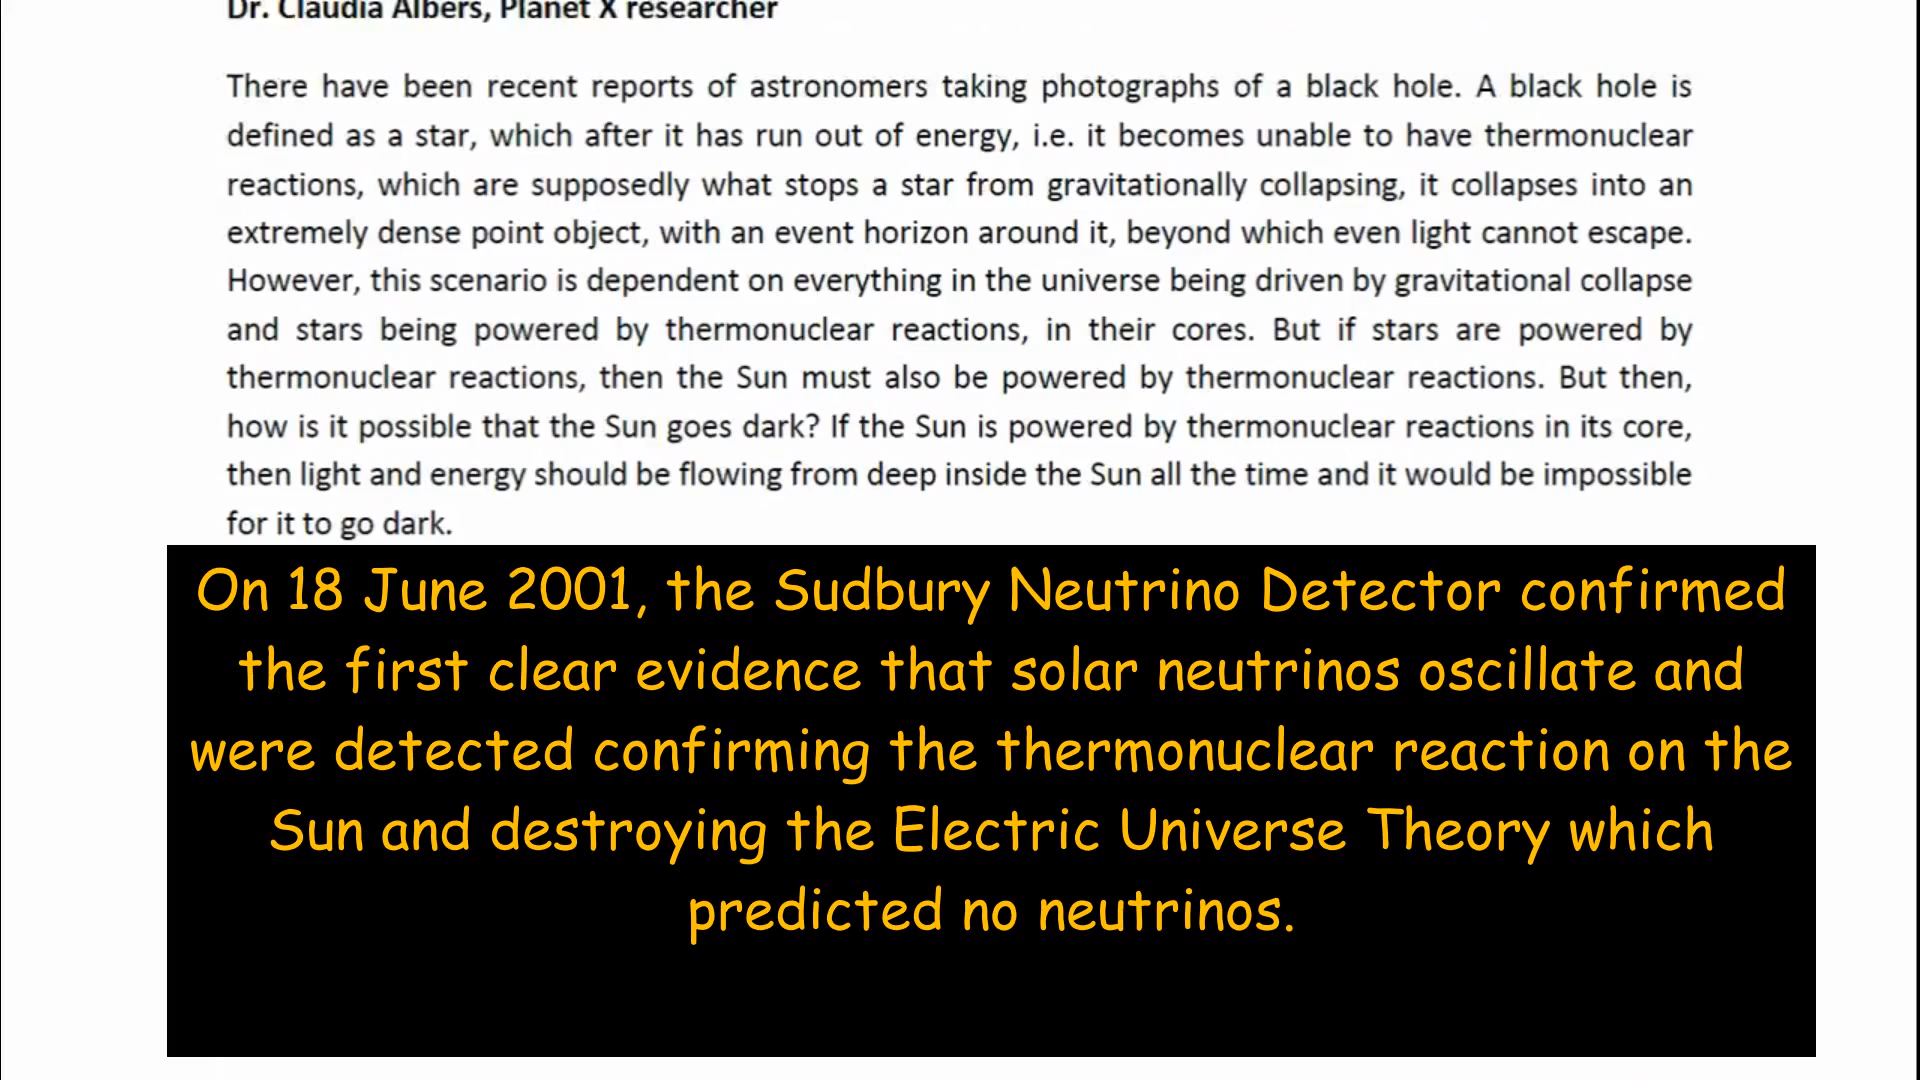 Dr. Claudia Albers, Planet X researcher
There have been recent reports of astronomers taking photographs of a black hole. A black hole is
defined as a star, which after it has run out of energy, i.e. it becomes unable to have thermonuclear
reactions, which are supposedly what stops a star from gravitationally collapsing, it collapses into an
extremely dense point object, with an event horizon around it, beyond which even light cannot escape.
However, this scenario is dependent on everything in the universe being driven by gravitational collapse
and stars being powered by thermonuclear reactions, in their cores. But if stars are powered by
thermonuclear reactions, then the Sun must also be powered by thermonuclear reactions. But then,
how is it possible that the Sun goes dark? If the Sun is powered by thermonuclear reactions in its core,
then light and energy should be flowing from deep inside the Sun all the time and it would be impossible
for it to go dark.
On 18 June 2001, the Sudbury Neutrino Detector confirmed
the first clear evidence that solar neutrinos oscillate and
were detected confirming the thermonuclear reaction on the
Sun and destroying the Electric Universe Theory which
predicted no neutrinos.